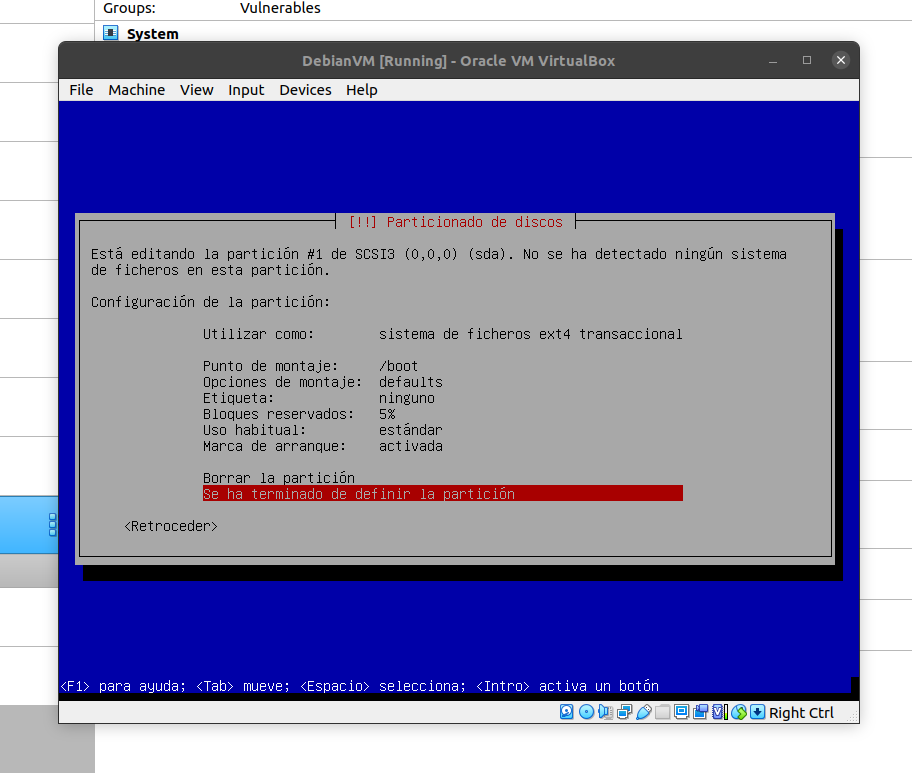 Groups: Vulnerables
System
DebianVM [Running] - Oracle VM VirtualBox
File Machine View Input Devices Help
[!!] Particionado de discos
Está editando la partición #1 de SCSI3 (0,0,0) (sda). No se ha detectado ningún sistema
de ficheros en esta partición.
Configuración de la partición:
Utilizar como: sistema de ficheros ext4 transaccional
Punto de montaje: /boot
Opciones de montaje: defaults
Etiqueta: ninguno
Bloques reservados: 5%
Uso habitual: estándar
Marca de arranque: activada
Borrar la partición
Se ha terminado de definir la partición
<Retroceder>
<F1> para ayuda; <Tab> mueve; <Espacio> selecciona; <Intro> activa un botón
Right Ctrl